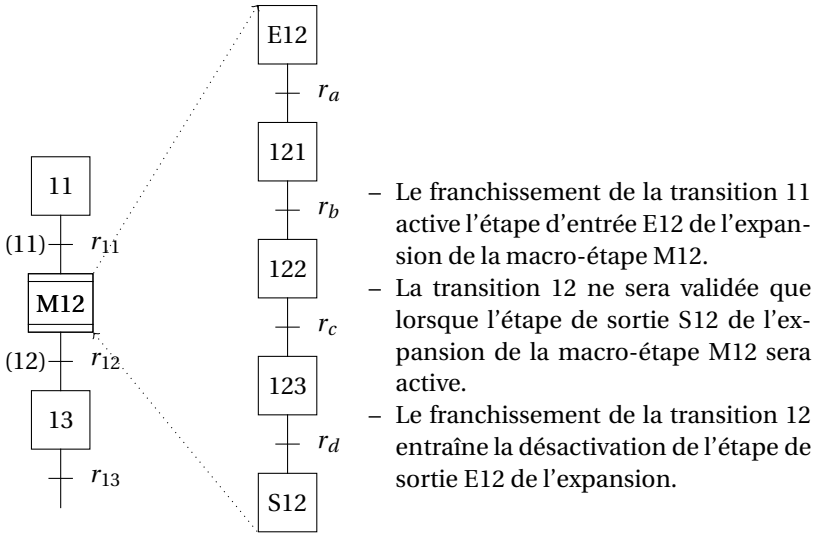 E12
r_a
121
r_b
122
r_c
123
r_d
S12
11
(11) r_11
M12
(12) r_12
13
r_13
– Le franchissement de la transition 11
active l'étape d'entrée E12 de l'expan-
sion de la macro-étape M12.
– La transition 12 ne sera validée que
lorsque l'étape de sortie S12 de l'ex-
pansion de la macro-étape M12 sera
active.
– Le franchissement de la transition 12
entraîne la désactivation de l'étape de
sortie E12 de l'expansion.